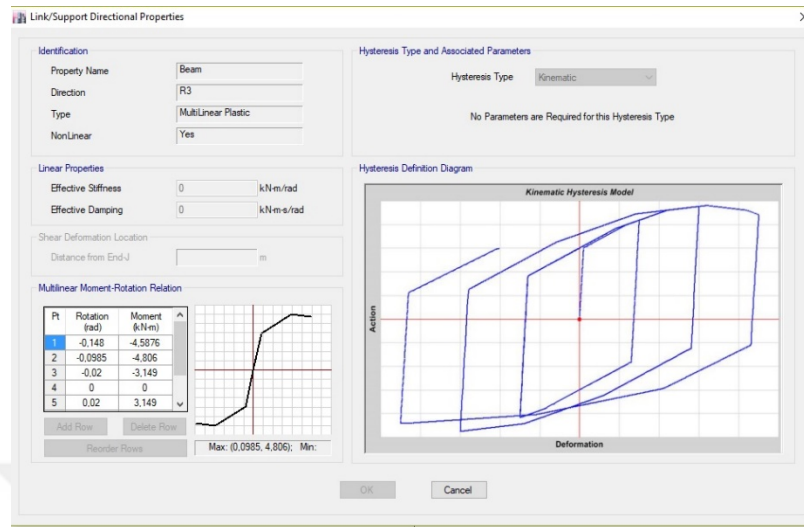 Link/Support Directional Properties
Identification
Property Name Beam
Direction R3
Type MultiLinear Plastic
NonLinear Yes
Linear Properties
Effective Stiffness 0 kN-m/rad
Effective Damping 0 kN-m-s/rad
Shear Deformation Location
Distance from End-J m
Multilinear Moment-Rotation Relation
Pt Rotation (rad) Moment (kN-m)
1 -0,148 -4,5876
2 -0,0985 -4,806
3 -0,02 -3,149
4 0 0
5 0,02 3,149
Add Row Delete Row
Reorder Rows
Max: (0,0985, 4,806); Min:
Hysteresis Type and Associated Parameters
Hysteresis Type Kinematic
No Parameters are Required for this Hysteresis Type
Hysteresis Definition Diagram
Kinematic Hysteresis Model
Action
Deformation
OK Cancel